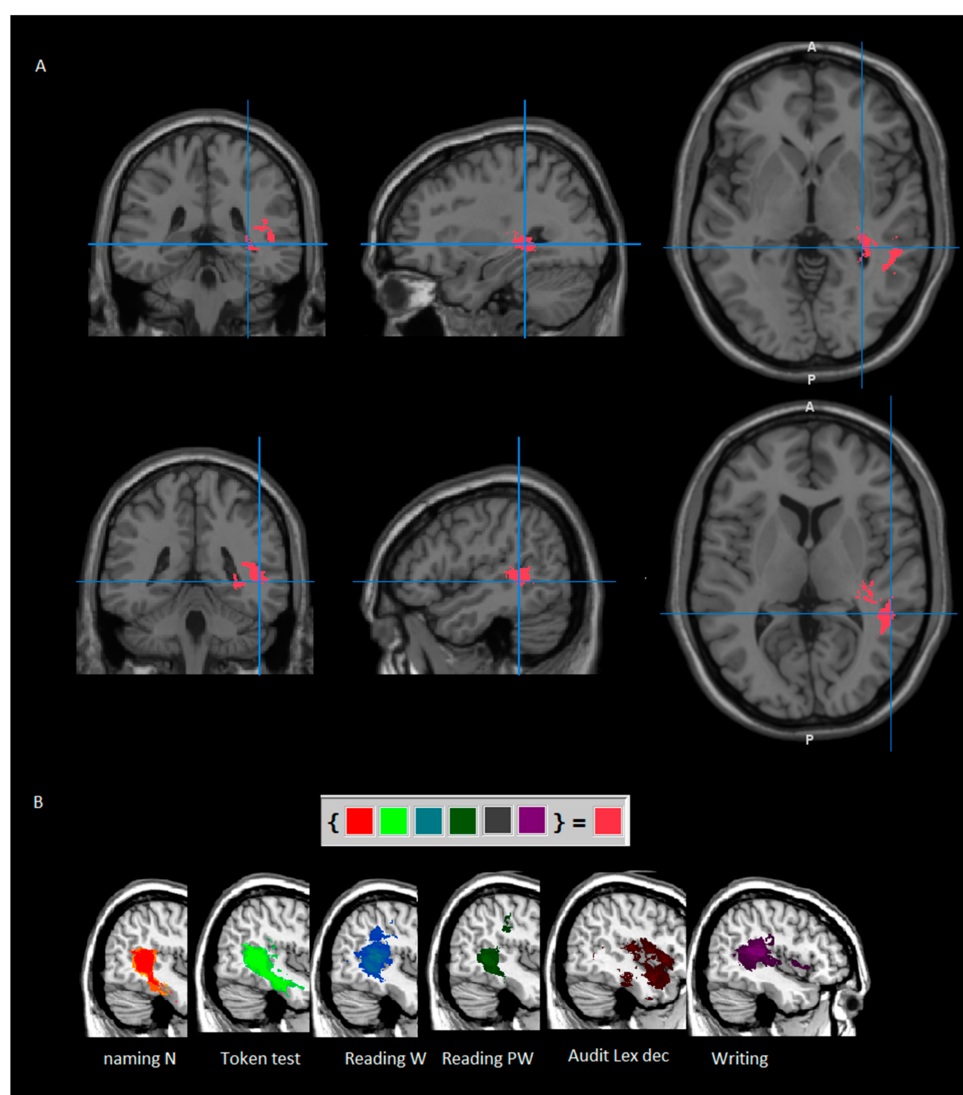 A
A
P
A
P
B
{ } =
naming N
Token test
Reading W
Reading PW
Audit Lex dec
Writing